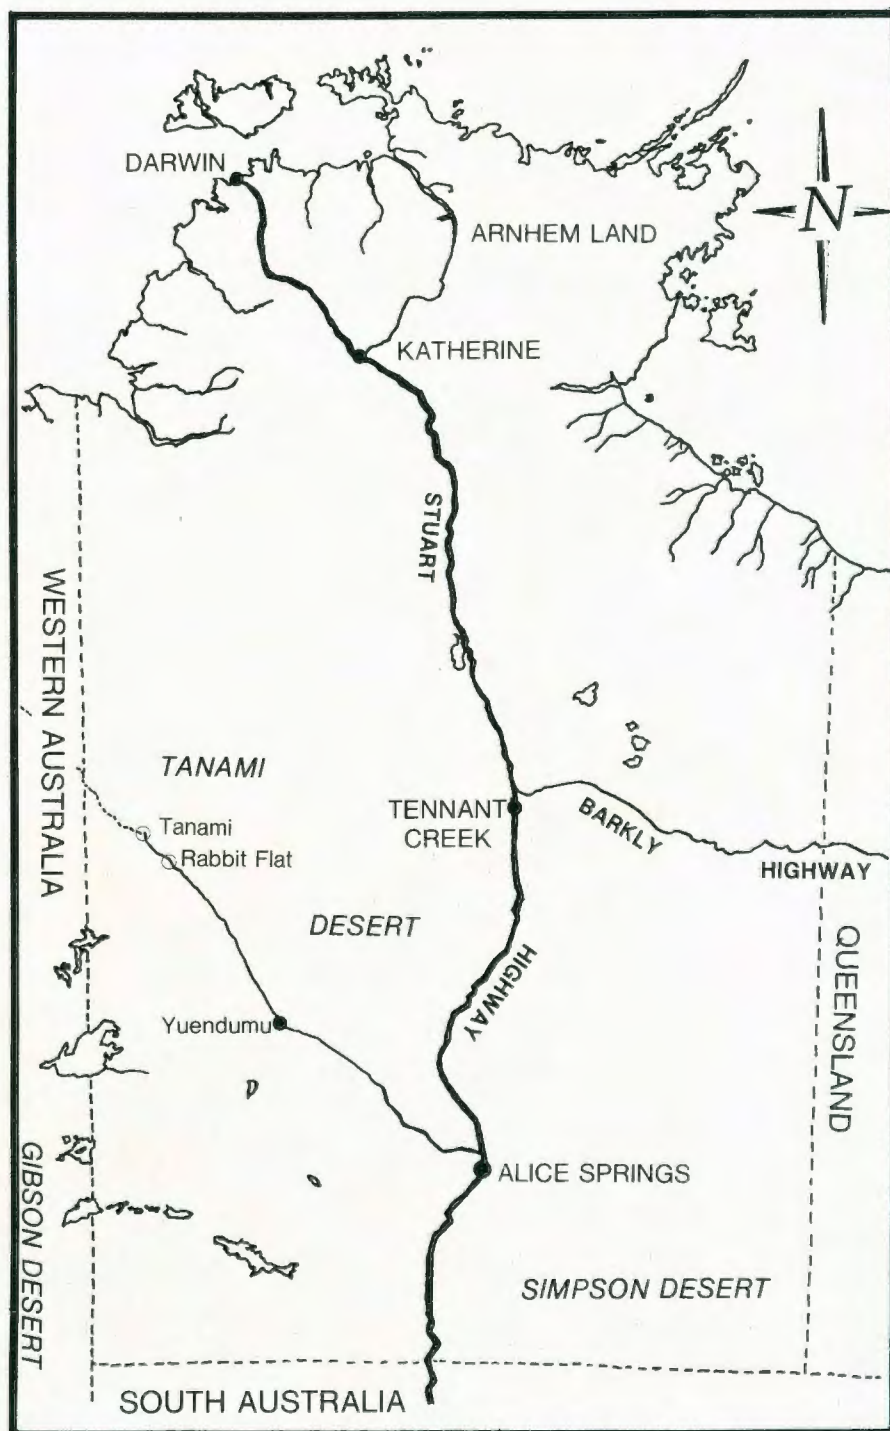 DARWIN
N
ARNHEM LAND
KATHERINE
STUART
WESTERN AUSTRALIA
TANAMI
Tanami
Rabbit Flat
TENNANT
CREEK
BARKLY
HIGHWAY
DESERT
HIGHWAY
QUEENSLAND
Yuendumu
ALICE SPRINGS
GIBSON DESERT
SIMPSON DESERT
SOUTH AUSTRALIA